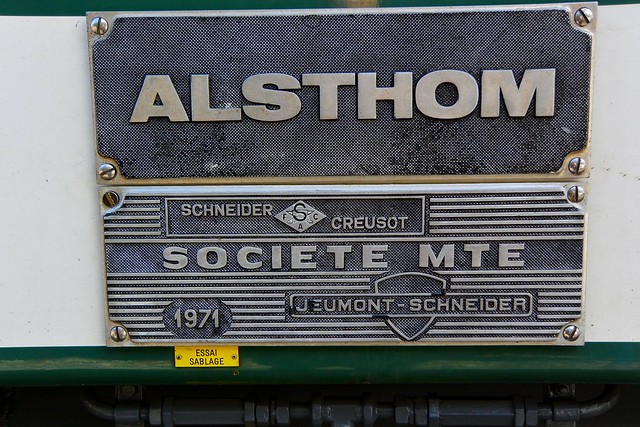 ALSTHOM
SCHNEIDER
S
F C
A
CREUSOT
SOCIETE MTE
1971
JEUMONT-SCHNEIDER
ESSAI
SABLAGE